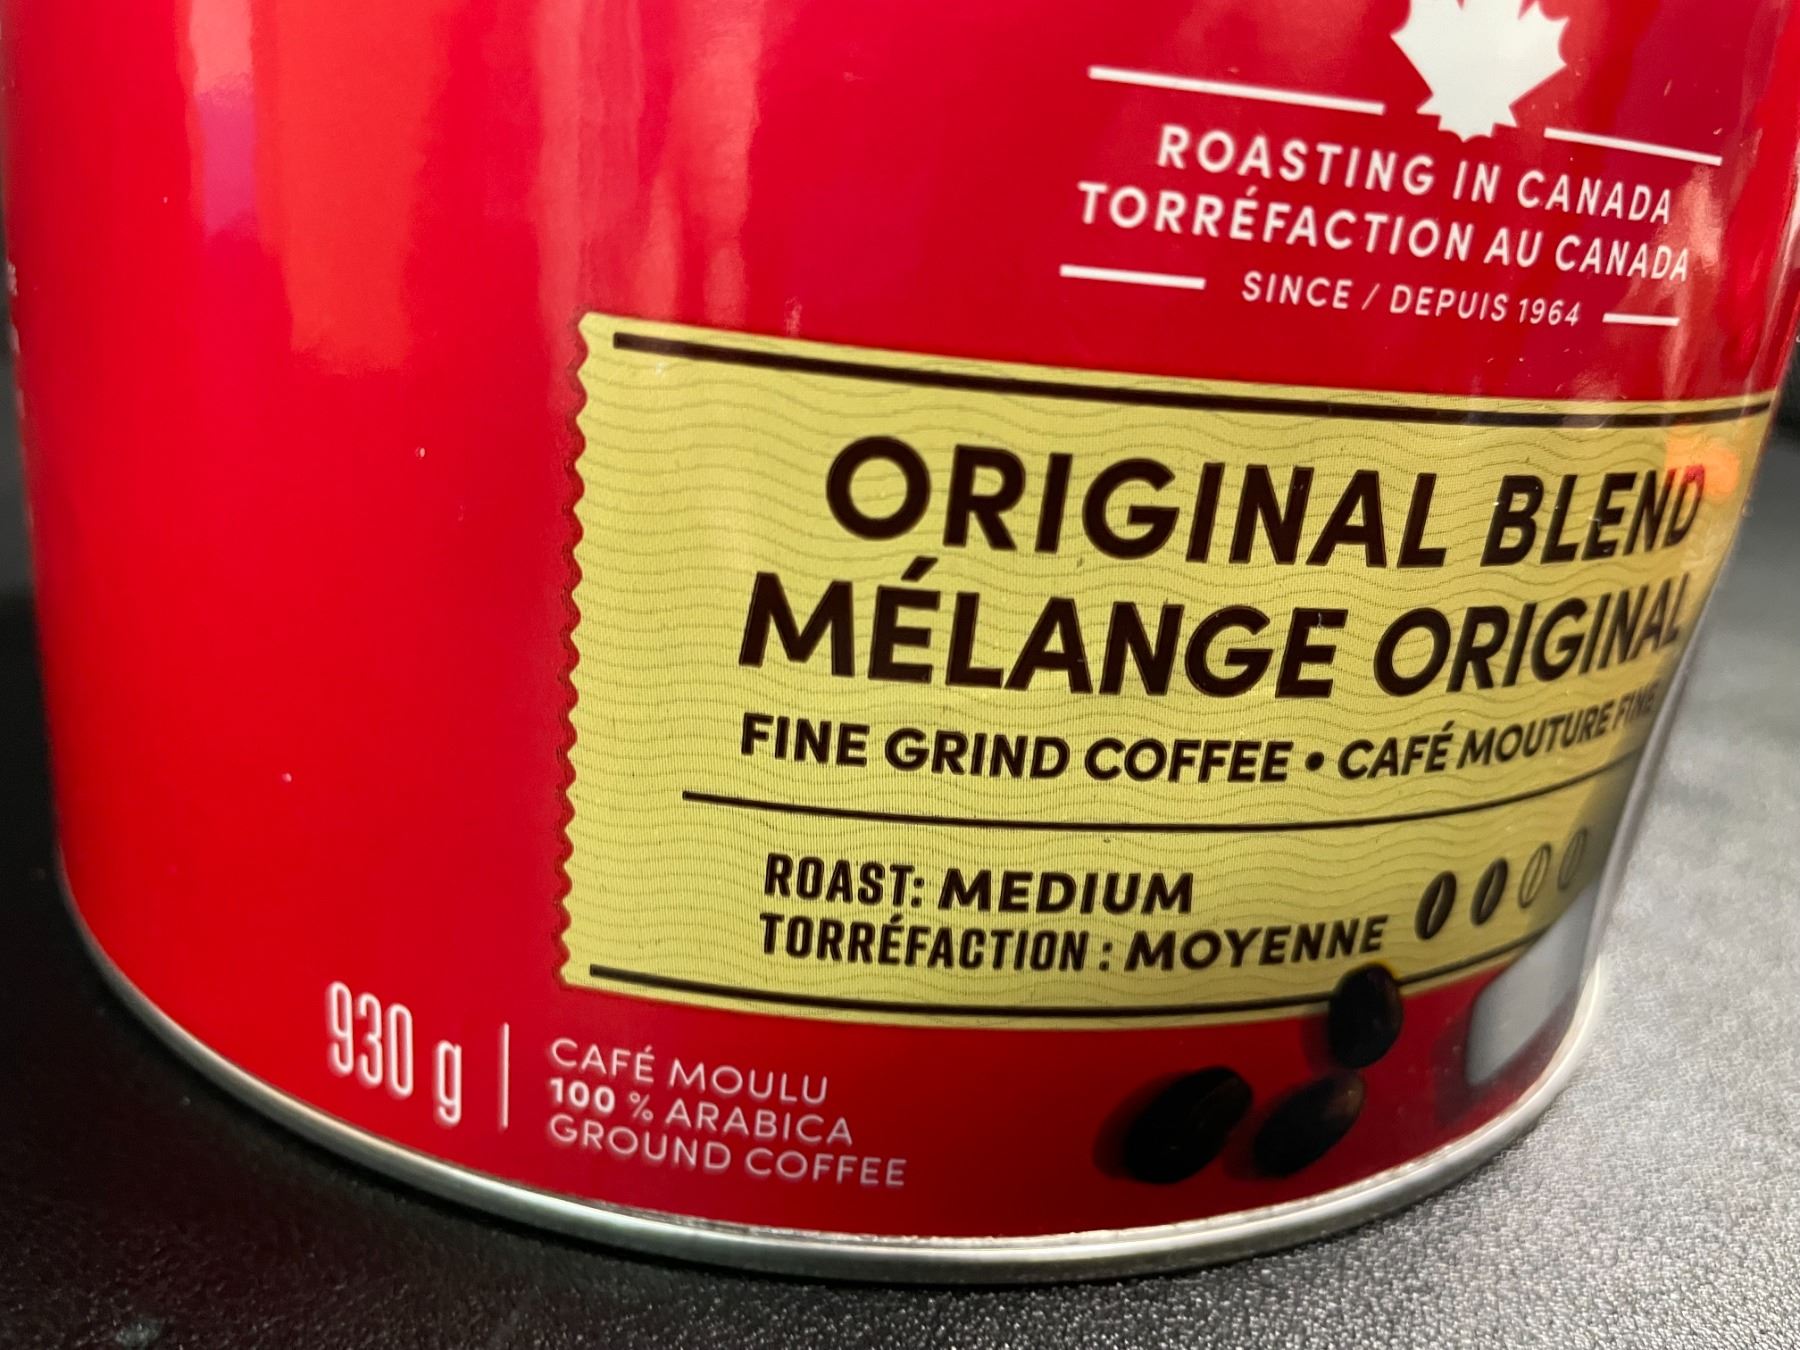 ROASTING IN CANADA
TORRÉFACTION AU CANADA
SINCE / DEPUIS 1964
ORIGINAL BLEND
MÉLANGE ORIGINAL
FINE GRIND COFFEE • CAFÉ MOUTURE FINE
ROAST: MEDIUM
TORRÉFACTION : MOYENNE
930 g
CAFÉ MOULU
100 % ARABICA
GROUND COFFEE